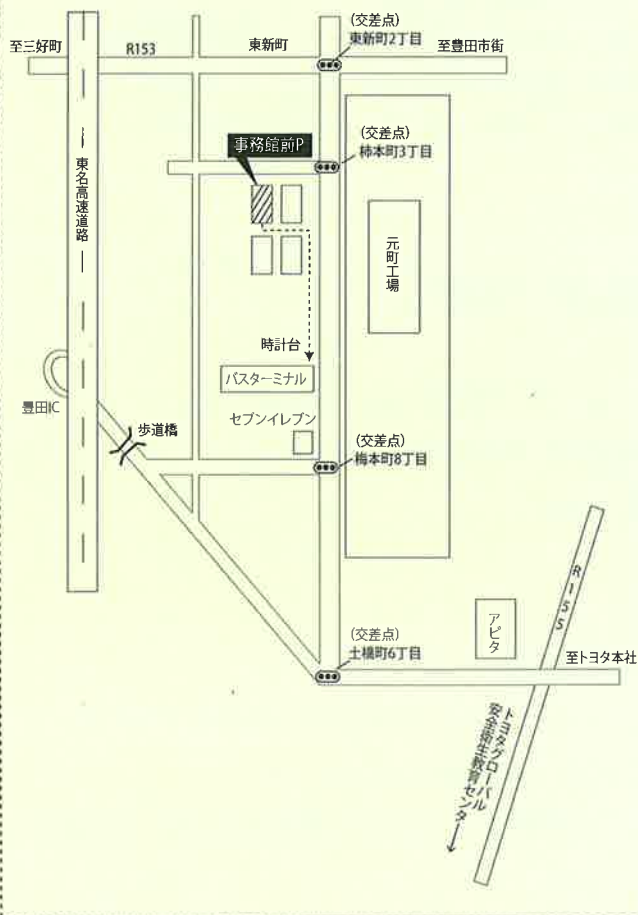 (交差点)
東新町2丁目
至三好町
R153
東新町
至豊田市街
事務館前P
(交差点)
柿本町3丁目
東名高速道路
元町工場
時計台
バスターミナル
豊田IC
セブンイレブン
歩道橋
(交差点)
梅本町8丁目
R155
アピタ
(交差点)
土橋町6丁目
至トヨタ本社
トヨタグローバル
安全衛生教育センター